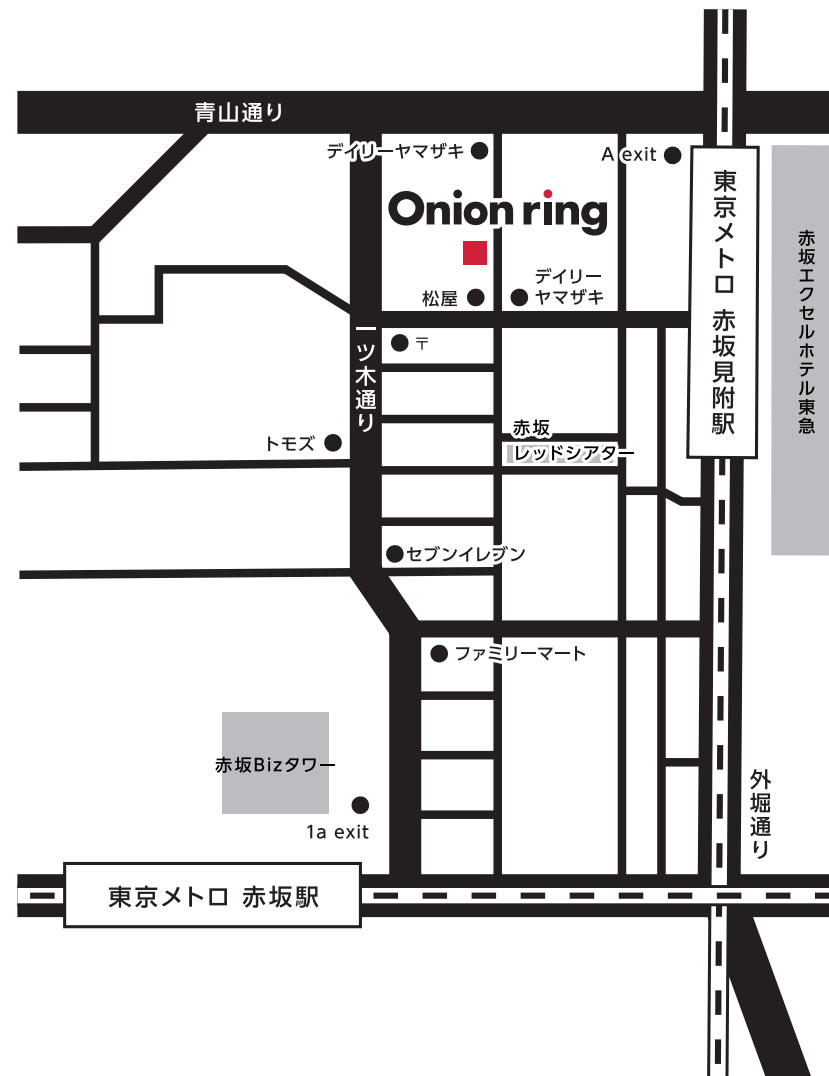 青山通り
デイリーヤマザキ
A exit
Onion ring
東京メトロ 赤坂見附駅
赤坂エクセルホテル東急
松屋
デイリー
ヤマザキ
〒
一ツ木通り
トモズ
赤坂
レッドシアター
セブンイレブン
ファミリーマート
赤坂Bizタワー
1a exit
外堀通り
東京メトロ 赤坂駅